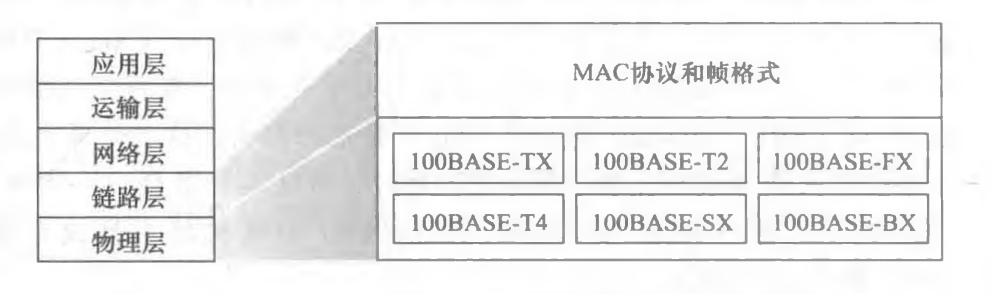 应用层
运输层
网络层
链路层
物理层
MAC协议和帧格式
100BASE-TX 100BASE-T2 100BASE-FX
100BASE-T4 100BASE-SX 100BASE-BX